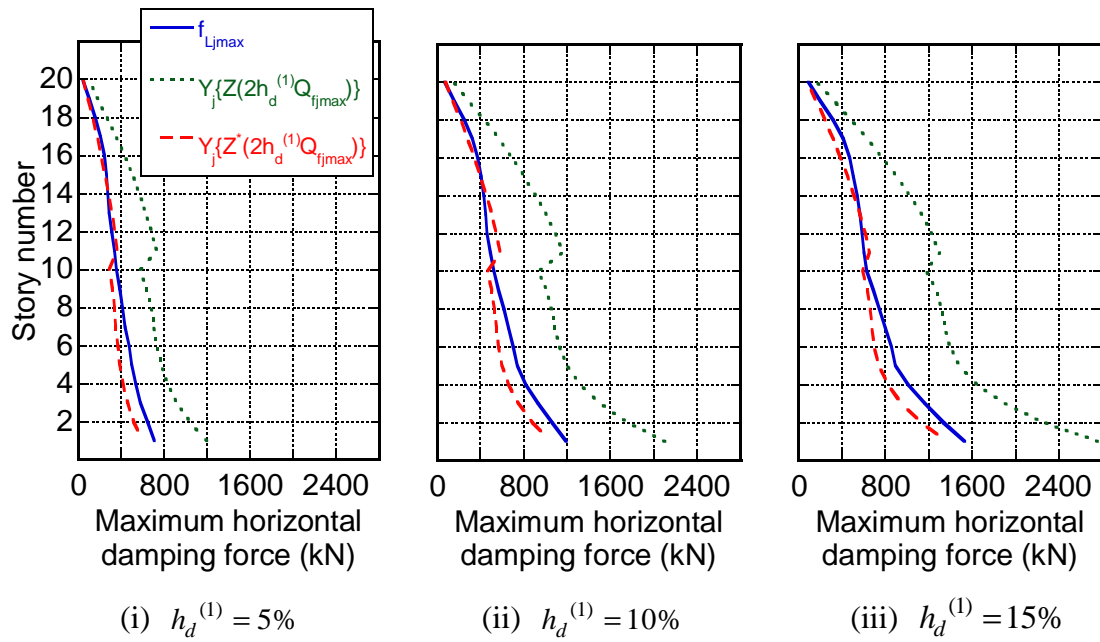 f_Ljmax
Y_j{Z(2h_d^(1)Q_fjmax)}
Y_j{Z^*(2h_d^(1)Q_fjmax)}
Story number
20
18
16
14
12
10
8
6
4
2
0 800 1600 2400
Maximum horizontal
damping force (kN)
(i) h_d^(1) = 5%
0 800 1600 2400
Maximum horizontal
damping force (kN)
(ii) h_d^(1) = 10%
0 800 1600 2400
Maximum horizontal
damping force (kN)
(iii) h_d^(1) = 15%